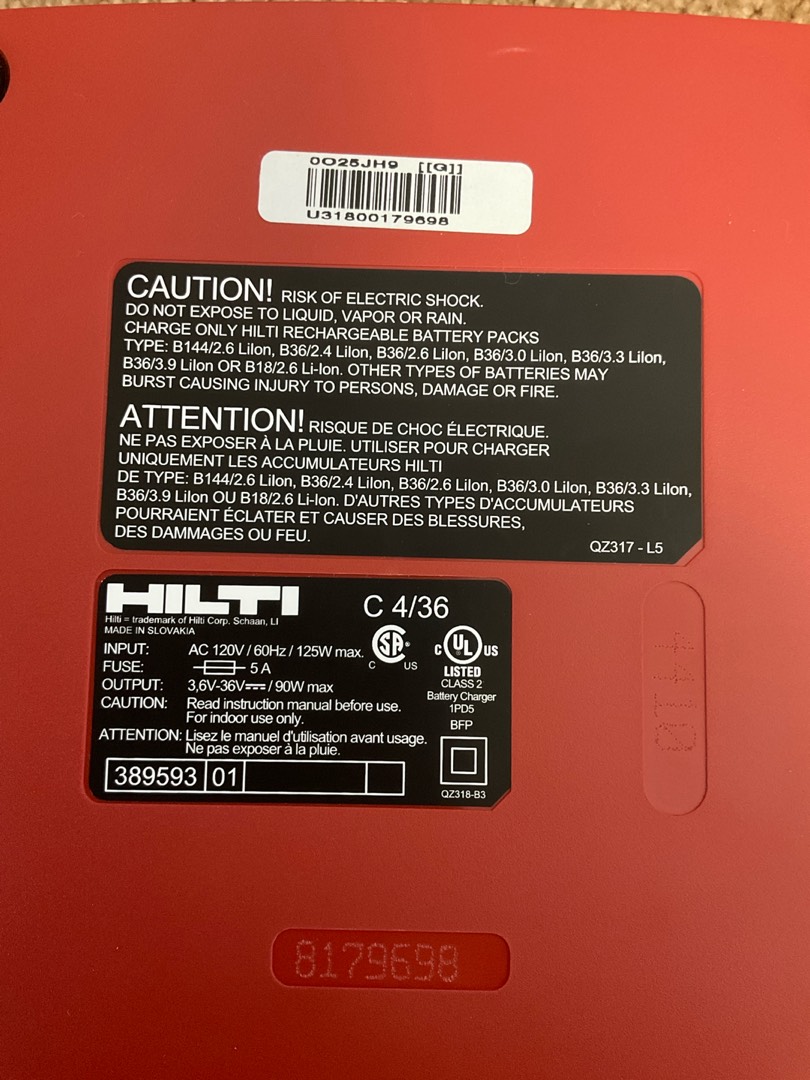 0O25JH9 [[G]]
U31800179698
CAUTION! RISK OF ELECTRIC SHOCK.
DO NOT EXPOSE TO LIQUID, VAPOR OR RAIN.
CHARGE ONLY HILTI RECHARGEABLE BATTERY PACKS
TYPE: B144/2.6 LiIon, B36/2.4 LiIon, B36/2.6 LiIon, B36/3.0 LiIon, B36/3.3 LiIon,
B36/3.9 LiIon OR B18/2.6 Li-Ion. OTHER TYPES OF BATTERIES MAY
BURST CAUSING INJURY TO PERSONS, DAMAGE OR FIRE.
ATTENTION! RISQUE DE CHOC ÉLECTRIQUE.
NE PAS EXPOSER À LA PLUIE. UTILISER POUR CHARGER
UNIQUEMENT LES ACCUMULATEURS HILTI
DE TYPE: B144/2.6 LiIon, B36/2.4 LiIon, B36/2.6 LiIon, B36/3.0 LiIon, B36/3.3 LiIon,
B36/3.9 LiIon OU B18/2.6 Li-Ion. D'AUTRES TYPES D'ACCUMULATEURS
POURRAIENT ÉCLATER ET CAUSER DES BLESSURES,
DES DAMMAGES OU FEU.
QZ317 - L5
HILTI
C 4/36
Hilti = trademark of Hilti Corp. Schaan, LI
MADE IN SLOVAKIA
INPUT: AC 120V / 60Hz / 125W max.
FUSE: 5 A
OUTPUT: 3,6V-36V / 90W max
CAUTION: Read instruction manual before use.
For indoor use only.
ATTENTION: Lisez le manuel d'utilisation avant usage.
Ne pas exposer à la pluie.
389593 01
C SA ® US
C UL US
LISTED
CLASS 2
Battery Charger
1PD5
BFP
QZ318-B3
8179698